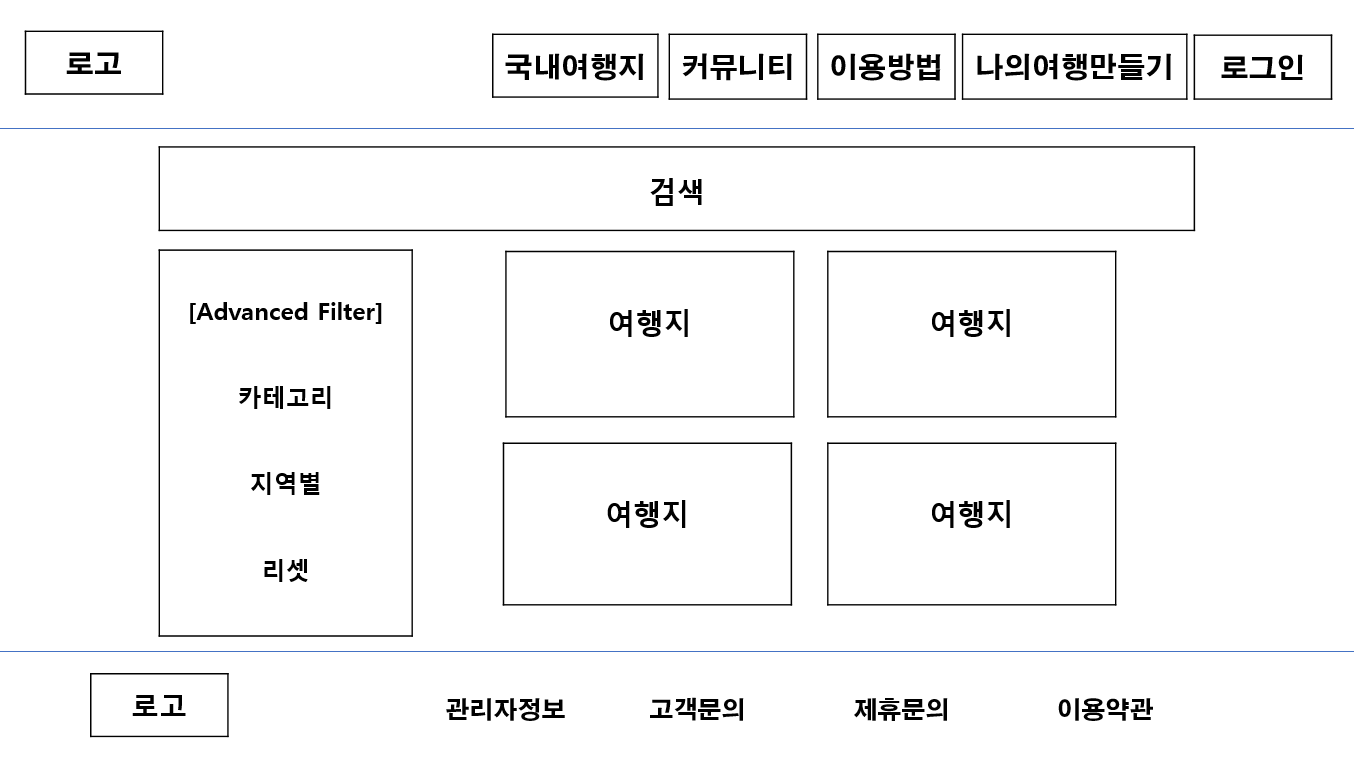 로고
국내여행지
커뮤니티
이용방법
나의여행만들기
로그인
검색
[Advanced Filter]
카테고리
지역별
리셋
여행지
여행지
여행지
여행지
로고
관리자정보
고객문의
제휴문의
이용약관